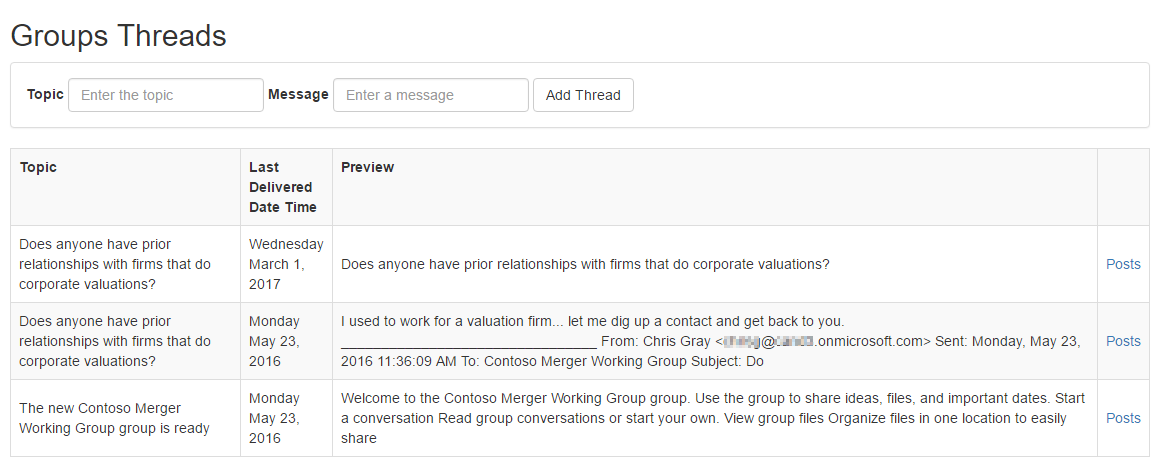 Groups Threads
Topic Enter the topic Message Enter a message Add Thread
Topic
Last
Delivered
Date Time
Preview
Does anyone have prior
relationships with firms that do
corporate valuations?
Wednesday
March 1,
2017
Does anyone have prior relationships with firms that do corporate valuations?
Posts
Does anyone have prior
relationships with firms that do
corporate valuations?
Monday
May 23,
2016
I used to work for a valuation firm... let me dig up a contact and get back to you.
________________________________ From: Chris Gray < @ .onmicrosoft.com> Sent: Monday, May 23,
2016 11:36:09 AM To: Contoso Merger Working Group Subject: Do
Posts
The new Contoso Merger
Working Group group is ready
Monday
May 23,
2016
Welcome to the Contoso Merger Working Group group. Use the group to share ideas, files, and important dates. Start
a conversation Read group conversations or start your own. View group files Organize files in one location to easily
share
Posts